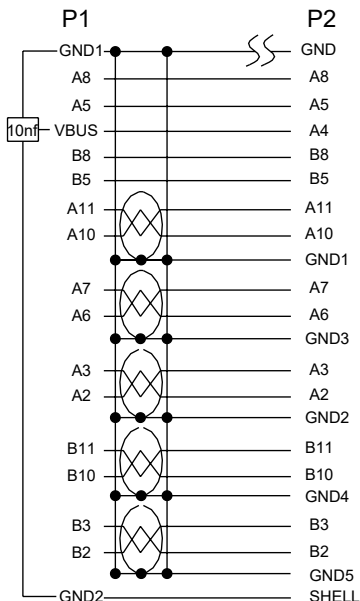 P1 P2
GND1 GND
A8 A8
A5 A5
10nf VBUS A4
B8 B8
B5 B5
A11 A11
A10 A10
GND1
A7 A7
A6 A6
GND3
A3 A3
A2 A2
GND2
B11 B11
B10 B10
GND4
B3 B3
B2 B2
GND5
GND2 SHELL